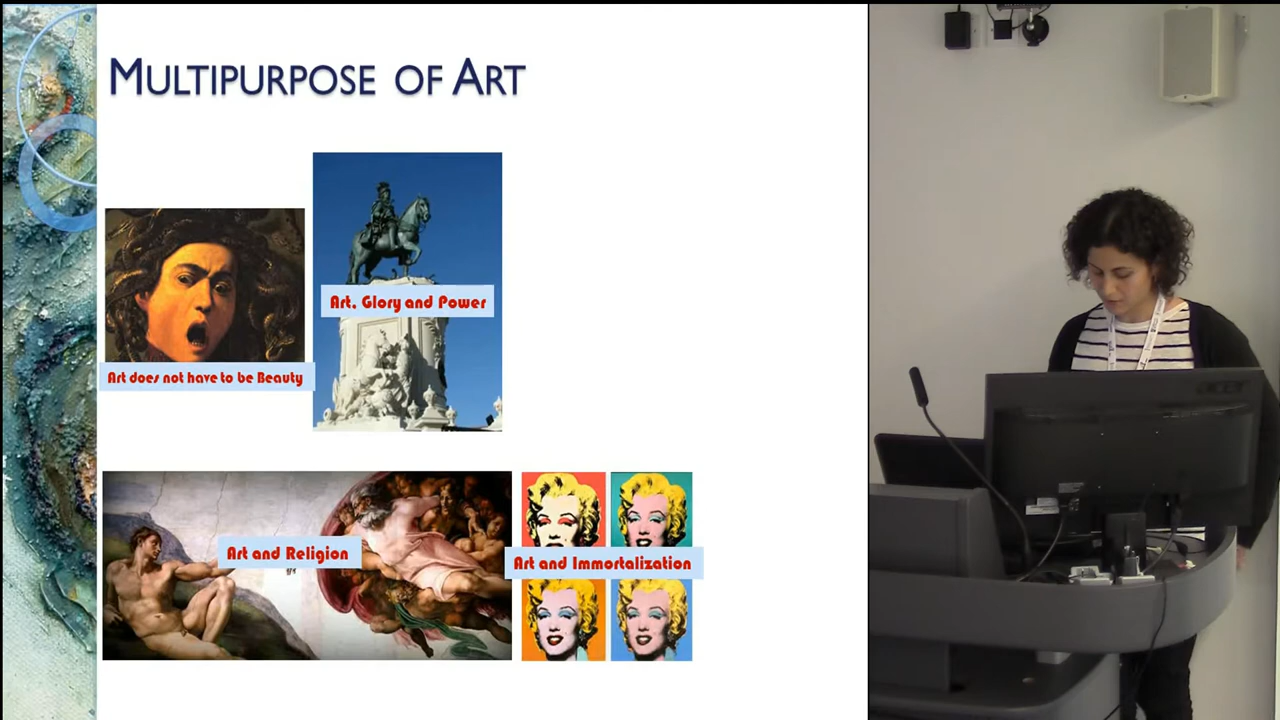 MULTIPURPOSE OF ART
Art, Glory and Power
Art does not have to be Beauty
Art and Religion
Art and Immortalization
acer